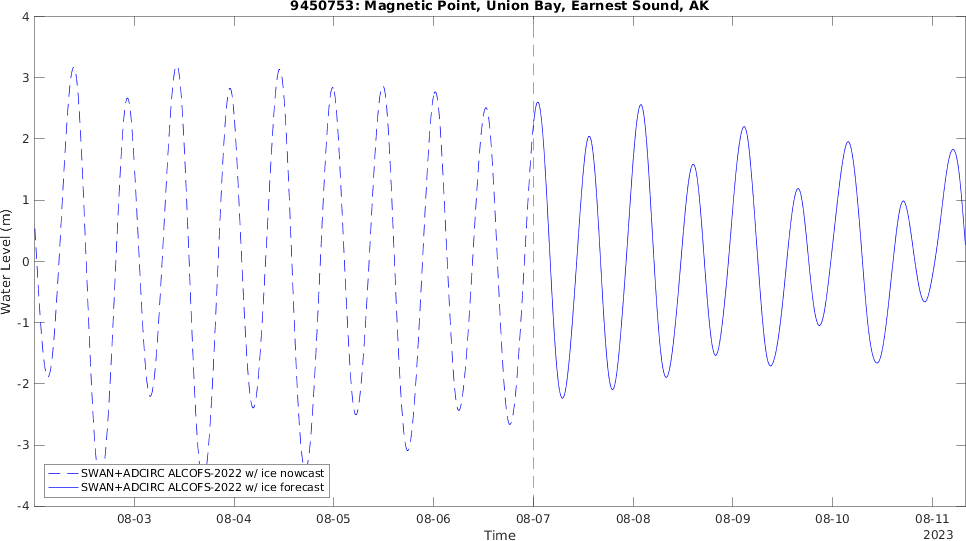 9450753: Magnetic Point, Union Bay, Earnest Sound, AK
4
3
2
1
0
-1
-2
-3
-4
Water Level (m)
SWAN+ADCIRC ALCOFS-2022 w/ ice nowcast
SWAN+ADCIRC ALCOFS-2022 w/ ice forecast
08-03 08-04 08-05 08-06 08-07 08-08 08-09 08-10 08-11
2023
Time